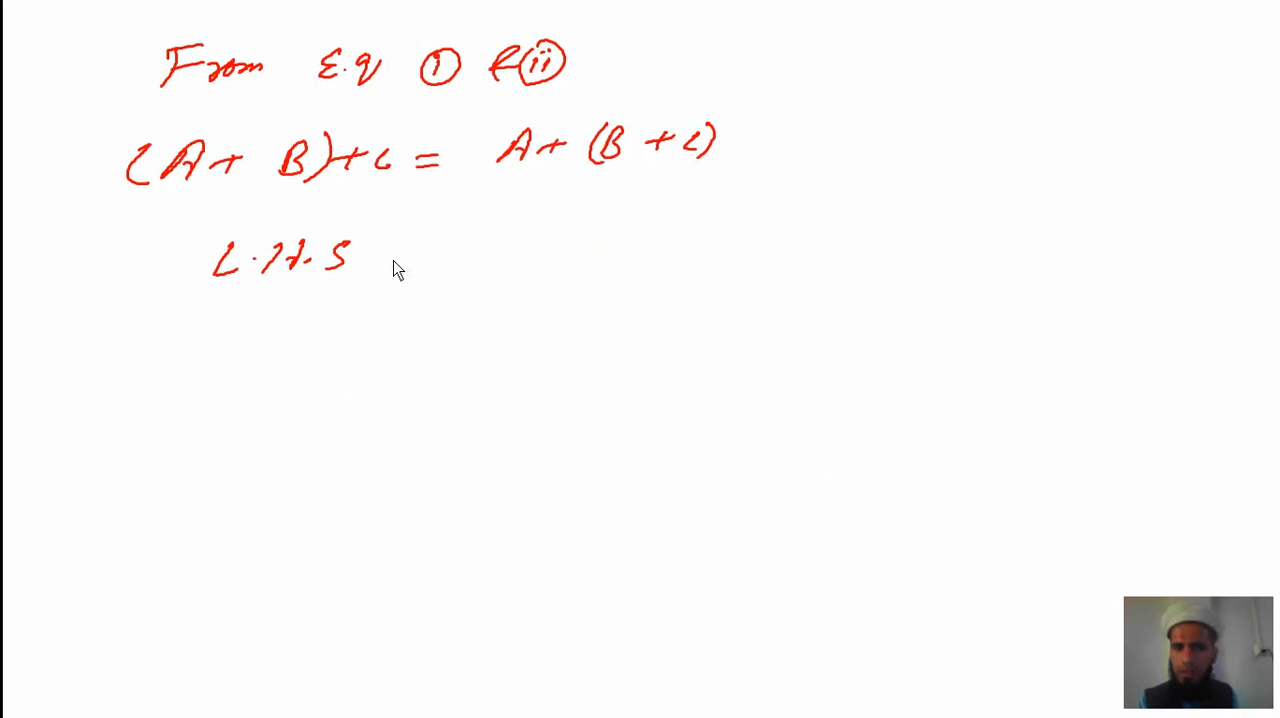 From E.q (i) & (ii)
(A + B) + C = A + (B + C)
L.H.S